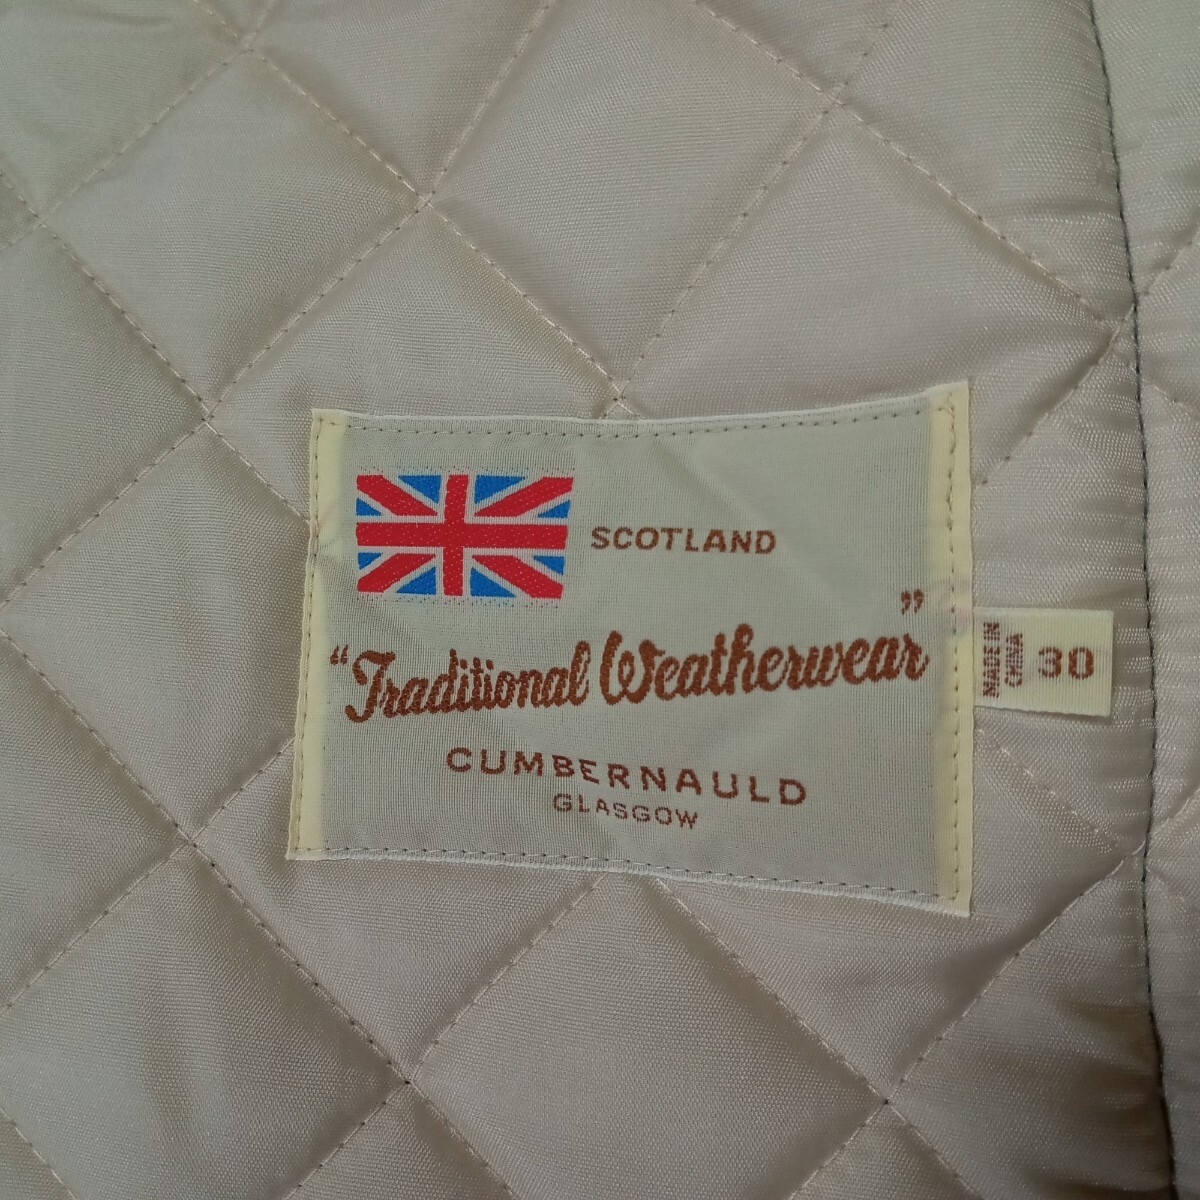 SCOTLAND
“Traditional Weatherwear”
CUMBERNAULD
GLASGOW
MADE IN
CHINA
30